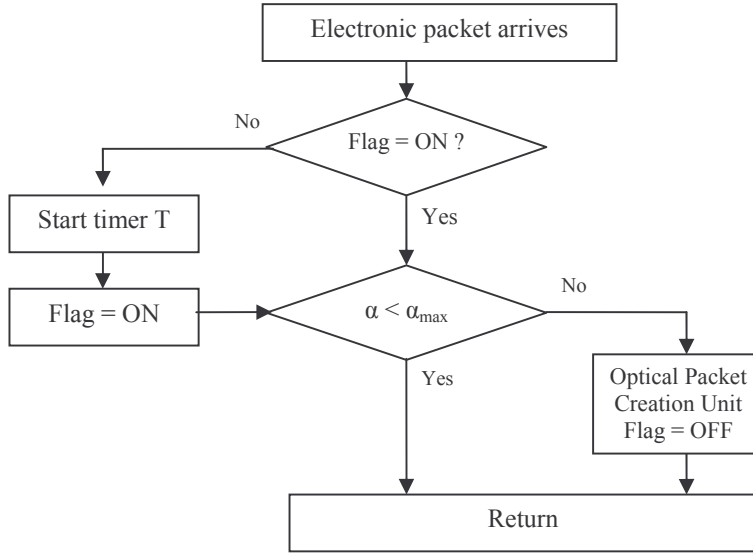 Electronic packet arrives
No
Flag = ON ?
Start timer T
Yes
Flag = ON
α < αmax
No
Yes
Optical Packet
Creation Unit
Flag = OFF
Return